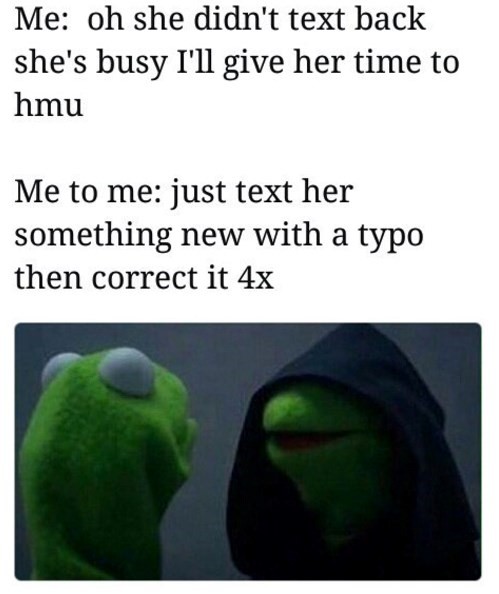 Me:  oh she didn't text back
she's busy I'll give her time to
hmu
Me to me: just text her
something new with a typo
then correct it 4x